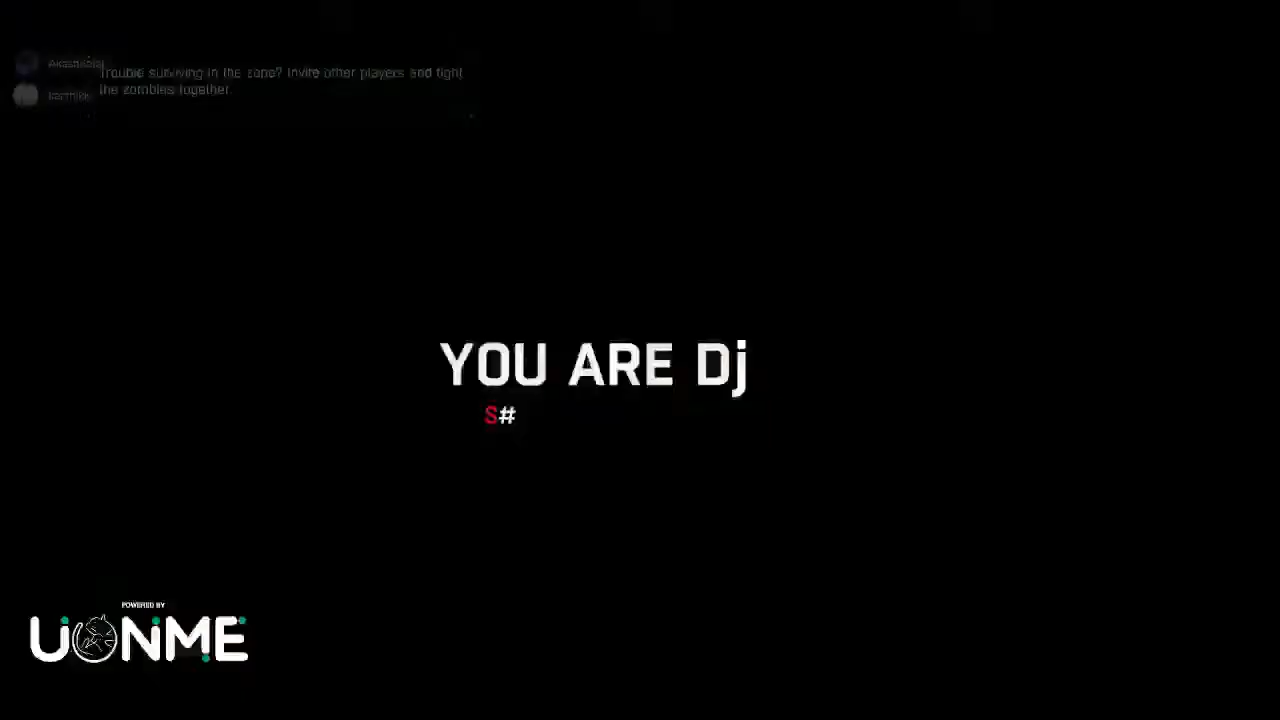 Trouble surviving in the zone? Invite other players and fight
the zombies together.
YOU ARE Dj
S#
POWERED BY
UONME